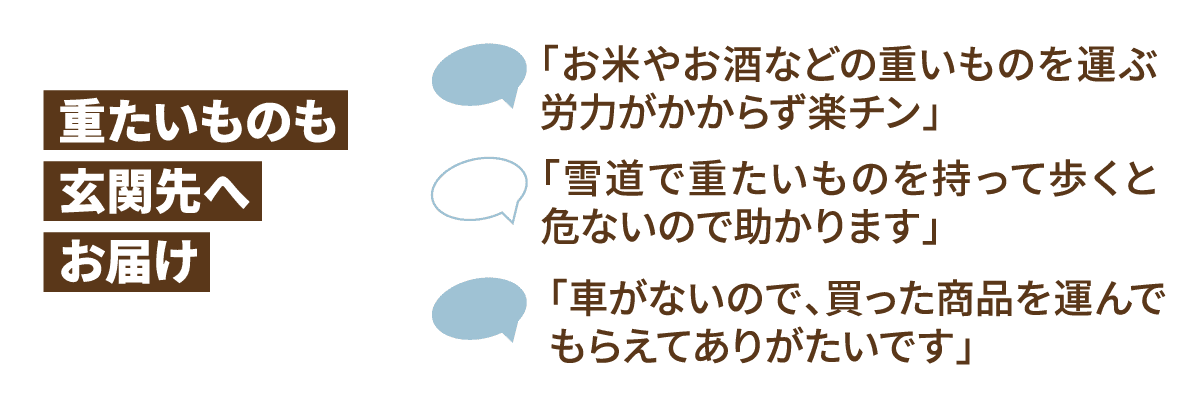 重たいものも
玄関先へ
お届け
「お米やお酒などの重いものを運ぶ
労力がかからず楽チン」
「雪道で重たいものを持って歩くと
危ないので助かります」
「車がないので、買った商品を運んで
もらえてありがたいです」